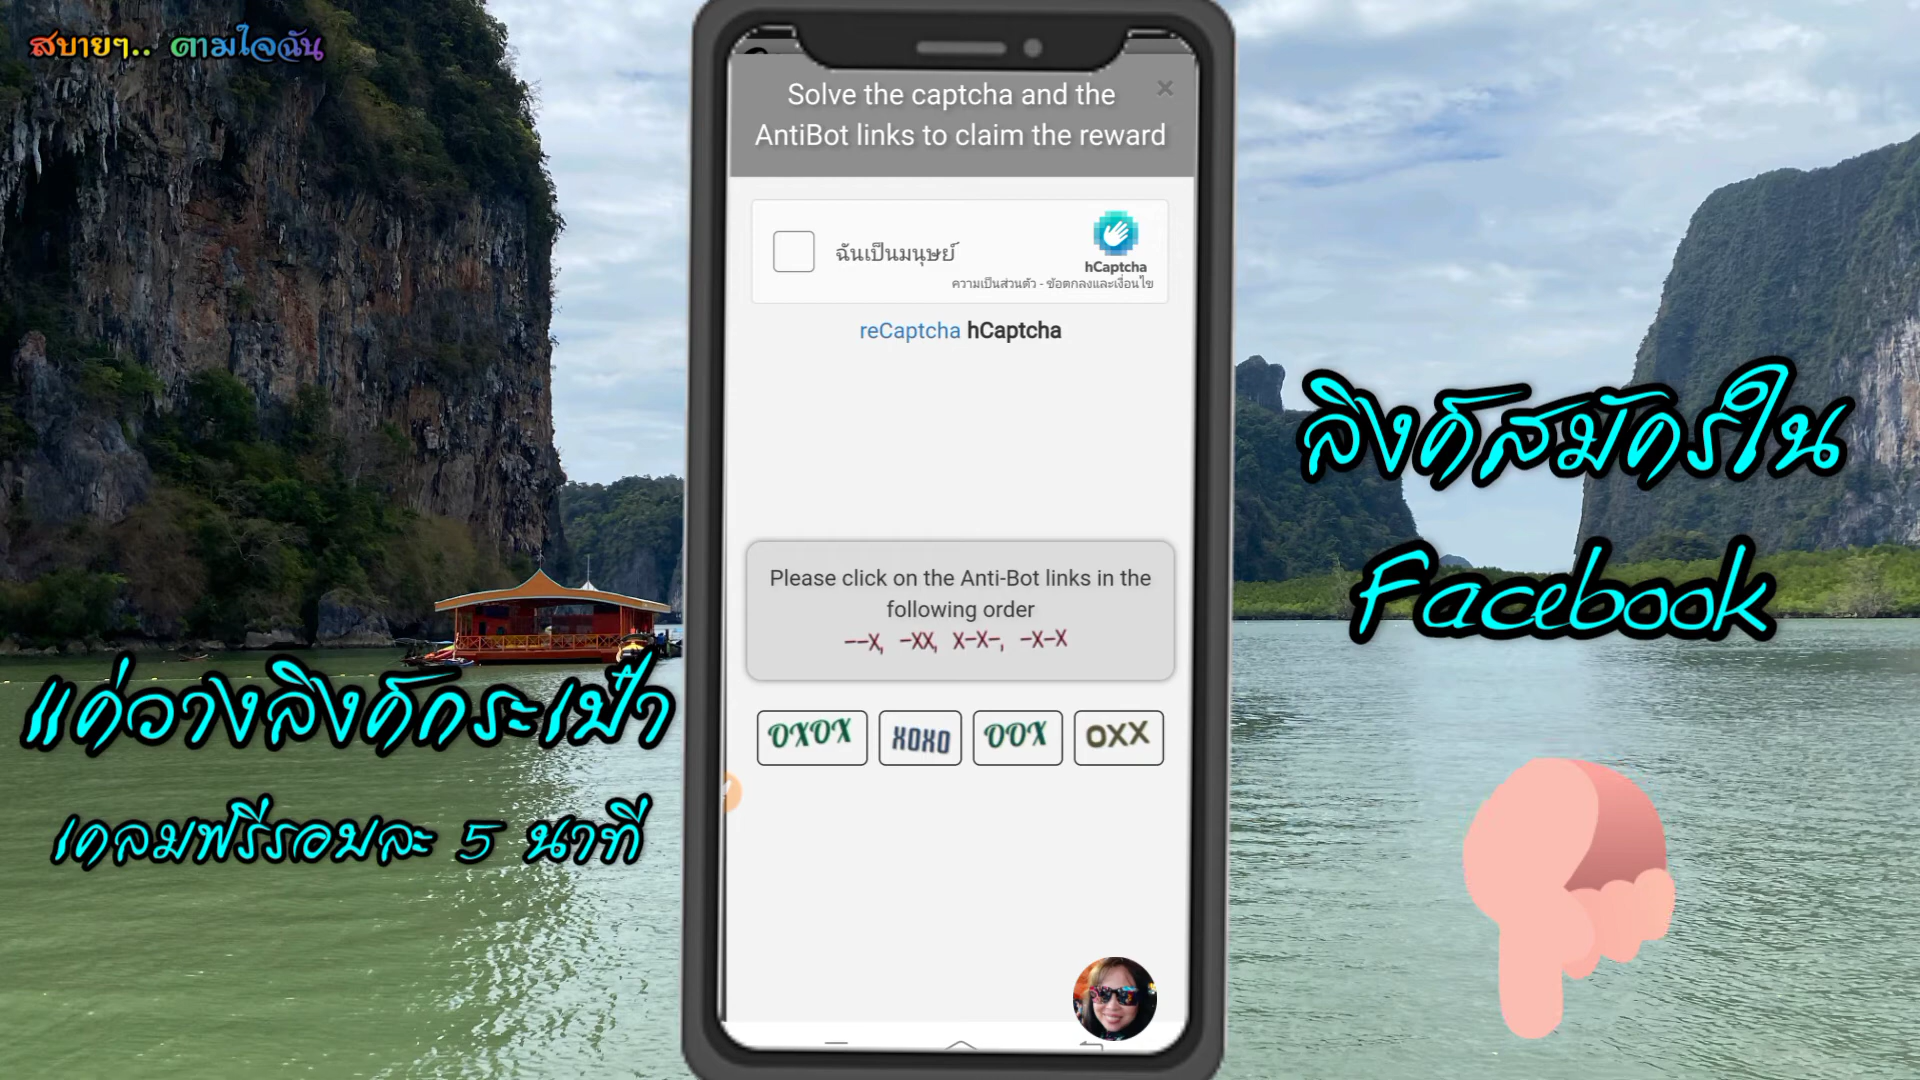 สบายๆ.. ตามใจฉัน
Solve the captcha and the
AntiBot links to claim the reward
×
ฉันเป็นมนุษย์
hCaptcha
ความเป็นส่วนตัว - ข้อตกลงและเงื่อนไข
reCaptcha hCaptcha
Please click on the Anti-Bot links in the
following order
--X, -XX, X-X-, -X-X
OXOX
XOXO
OOX
OXX
แค่วางลิงค์กระเป๋า
เคลมฟรีรอบละ 5 นาที
ลิงค์สมัครใน
Facebook